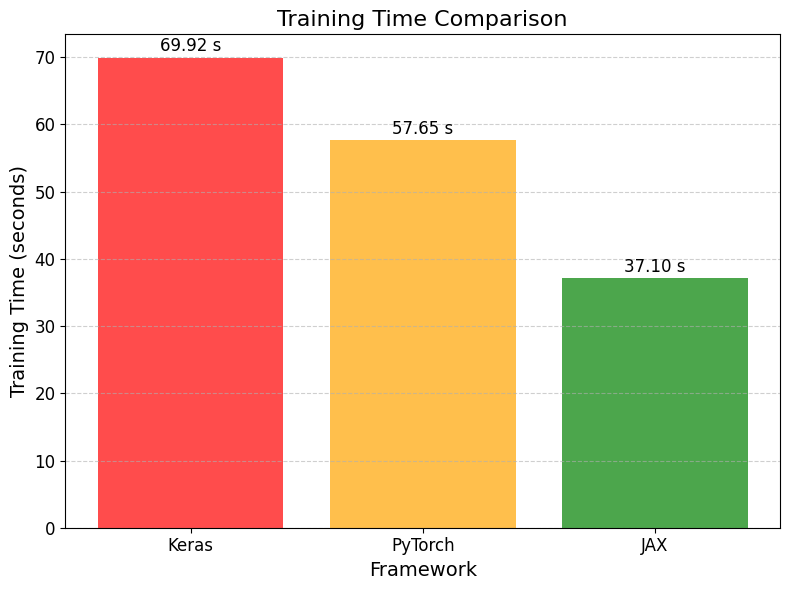 Training Time Comparison
69.92 s
57.65 s
37.10 s
70
60
50
40
30
20
10
0
Training Time (seconds)
Keras
PyTorch
JAX
Framework